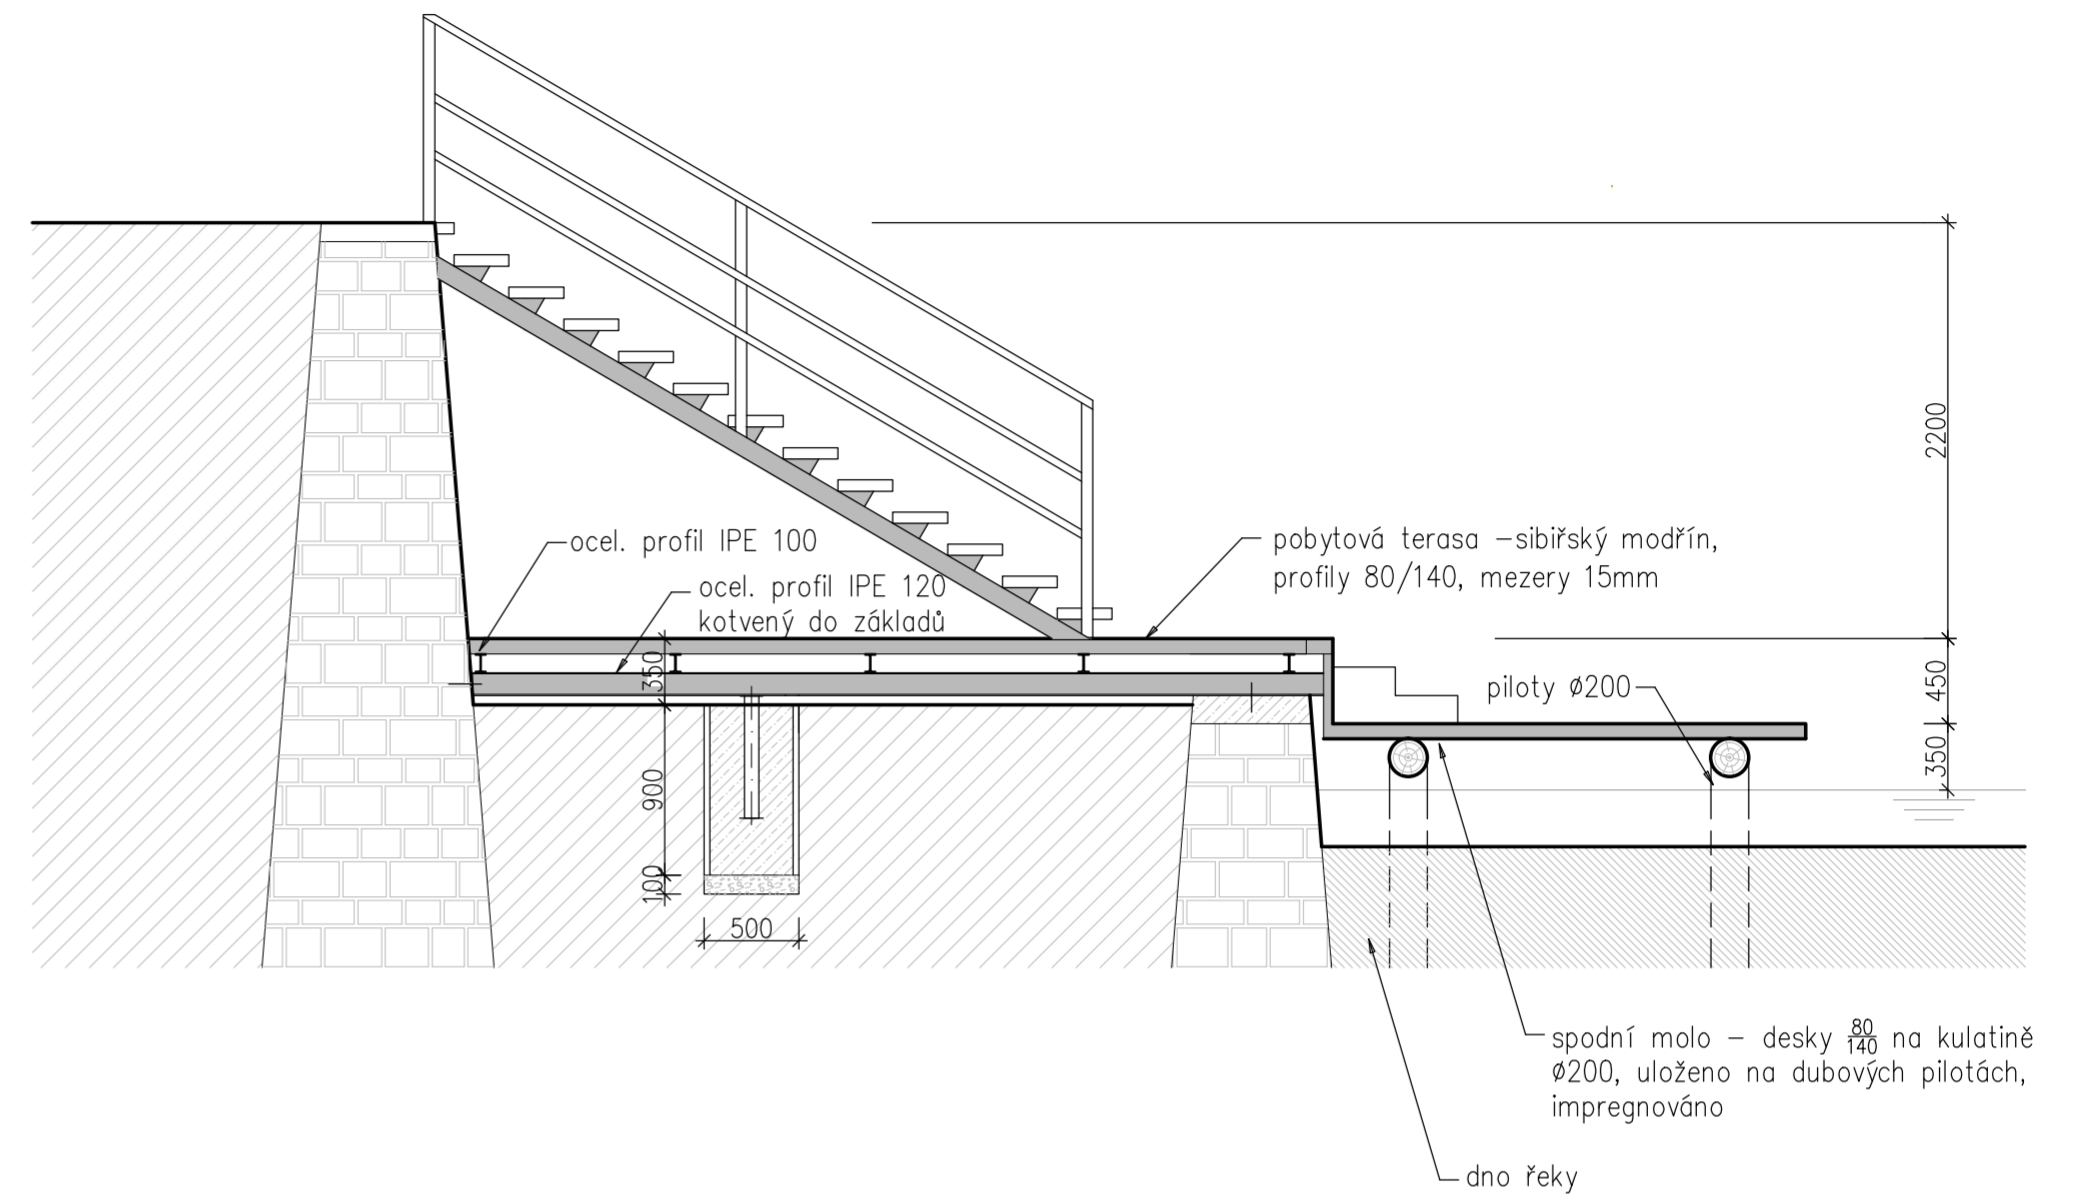 2200
ocel. profil IPE 100
pobytová terasa –sibiřský modřín,
profily 80/140, mezery 15mm
ocel. profil IPE 120
kotvený do základů
350
450
piloty ø200
350
900
100
500
spodní molo – desky 80/140 na kulatině
ø200, uloženo na dubových pilotách,
impregnováno
dno řeky